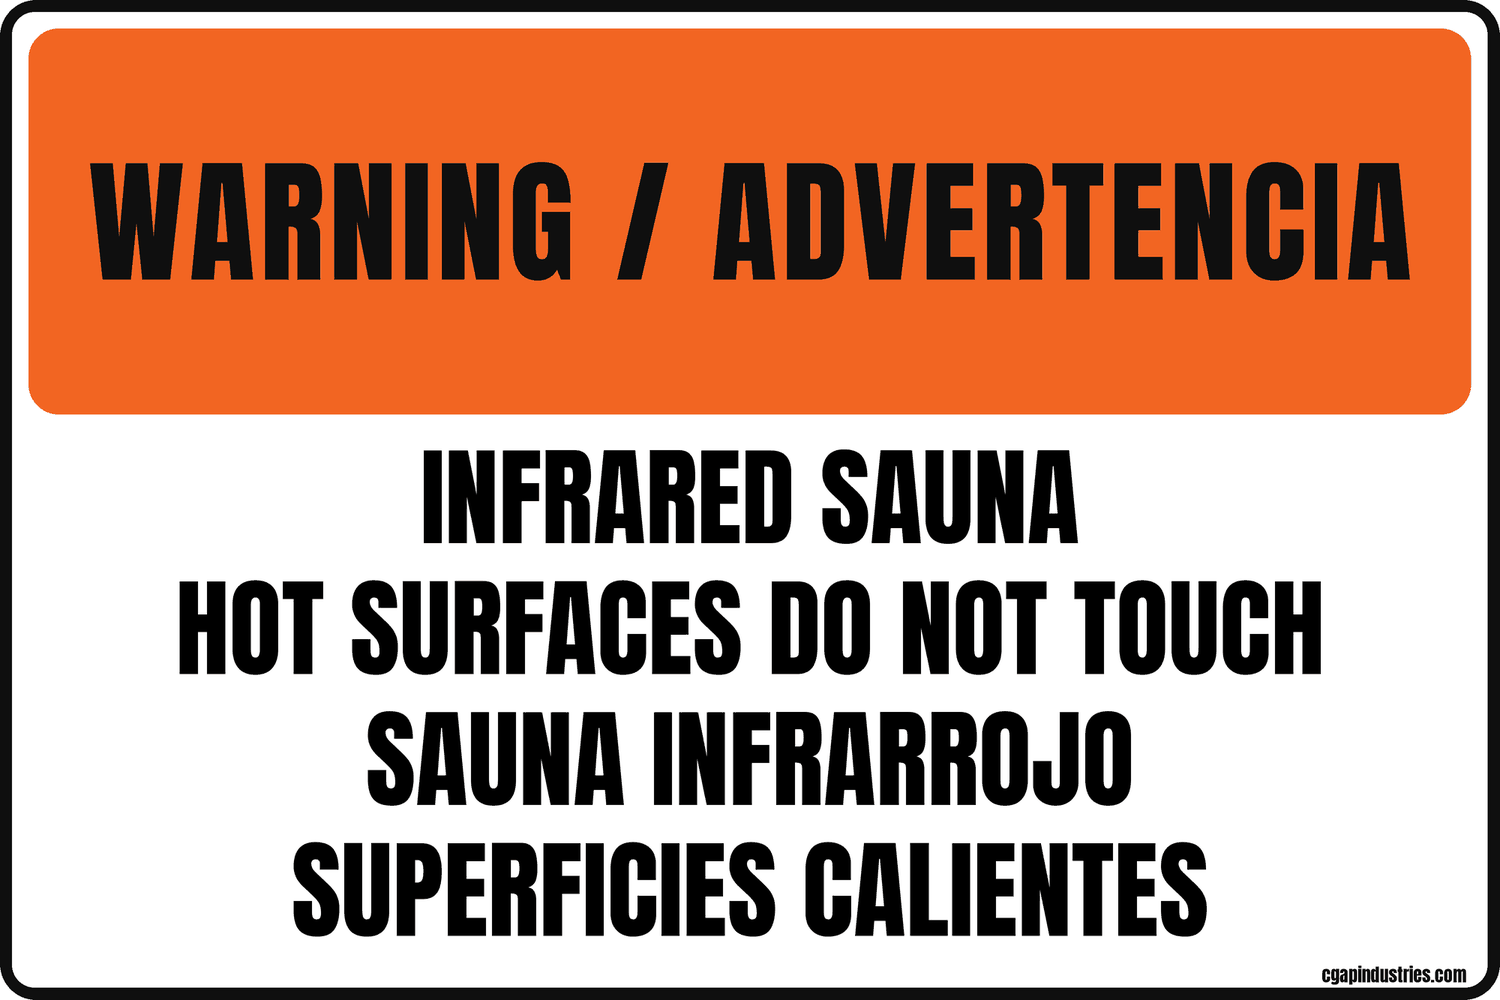 WARNING / ADVERTENCIA
INFRARED SAUNA
HOT SURFACES DO NOT TOUCH
SAUNA INFRARROJO
SUPERFICIES CALIENTES
cgapindustries.com